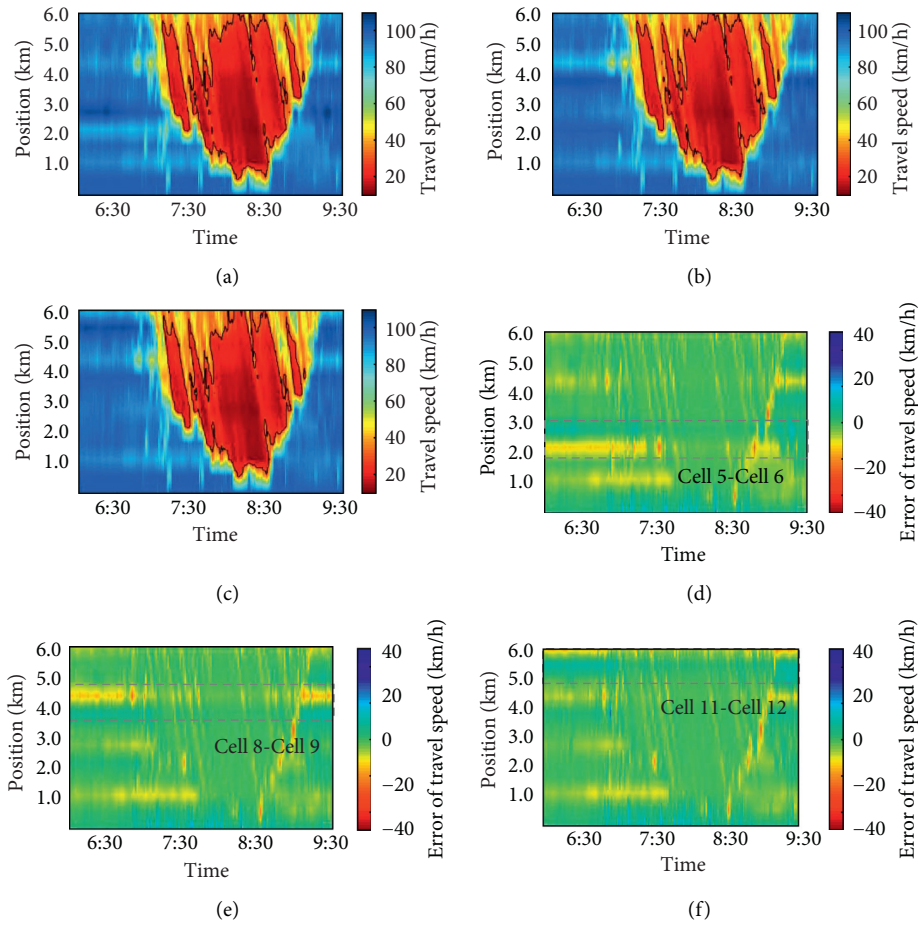 6.0
5.0
4.0
3.0
2.0
1.0
Position (km)
6:30 7:30 8:30 9:30
Time
100
80
60
40
20
Travel speed (km/h)
(a)
6.0
5.0
4.0
3.0
2.0
1.0
Position (km)
6:30 7:30 8:30 9:30
Time
100
80
60
40
20
Travel speed (km/h)
(b)
6.0
5.0
4.0
3.0
2.0
1.0
Position (km)
6:30 7:30 8:30 9:30
Time
100
80
60
40
20
Travel speed (km/h)
(c)
6.0
5.0
4.0
3.0
2.0
1.0
Position (km)
Cell 5-Cell 6
6:30 7:30 8:30 9:30
Time
40
20
0
−20
−40
Error of travel speed (km/h)
(d)
6.0
5.0
4.0
3.0
2.0
1.0
Position (km)
Cell 8-Cell 9
6:30 7:30 8:30 9:30
Time
40
20
0
−20
−40
Error of travel speed (km/h)
(e)
6.0
5.0
4.0
3.0
2.0
1.0
Position (km)
Cell 11-Cell 12
6:30 7:30 8:30 9:30
Time
40
20
0
−20
−40
Error of travel speed (km/h)
(f)